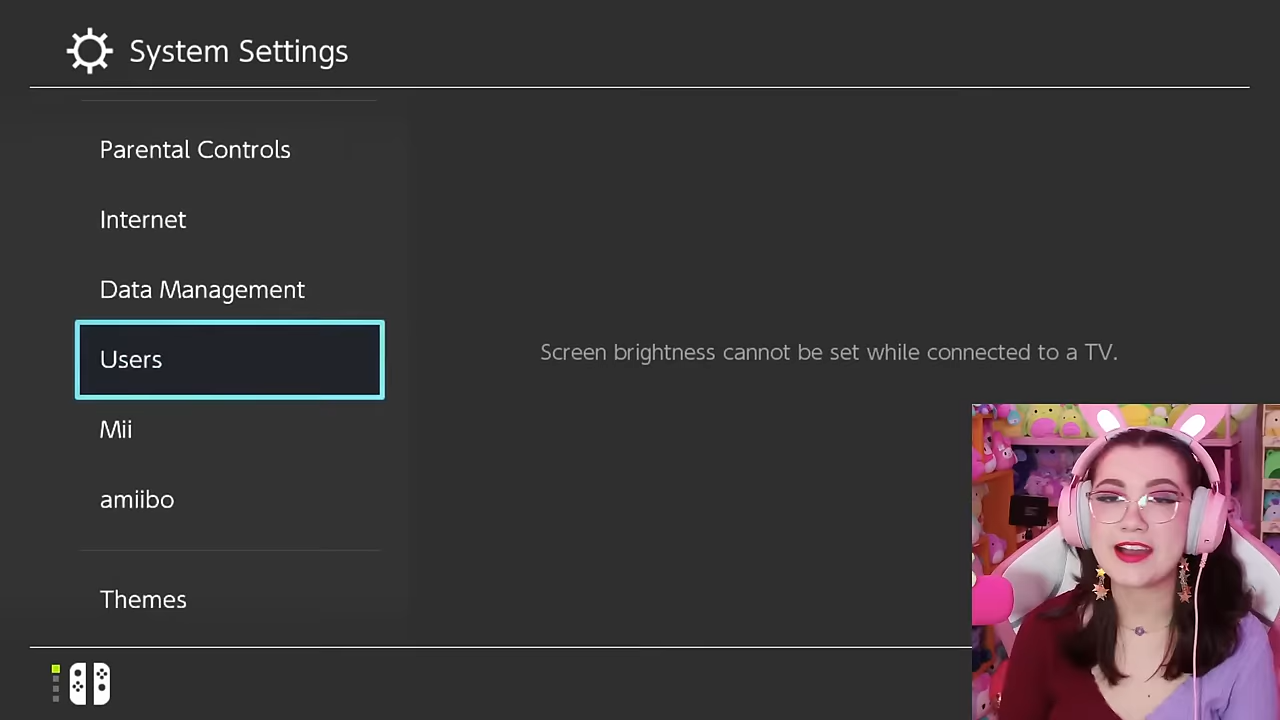 System Settings
Parental Controls
Internet
Data Management
Users
Mii
amiibo
Themes
Screen brightness cannot be set while connected to a TV.